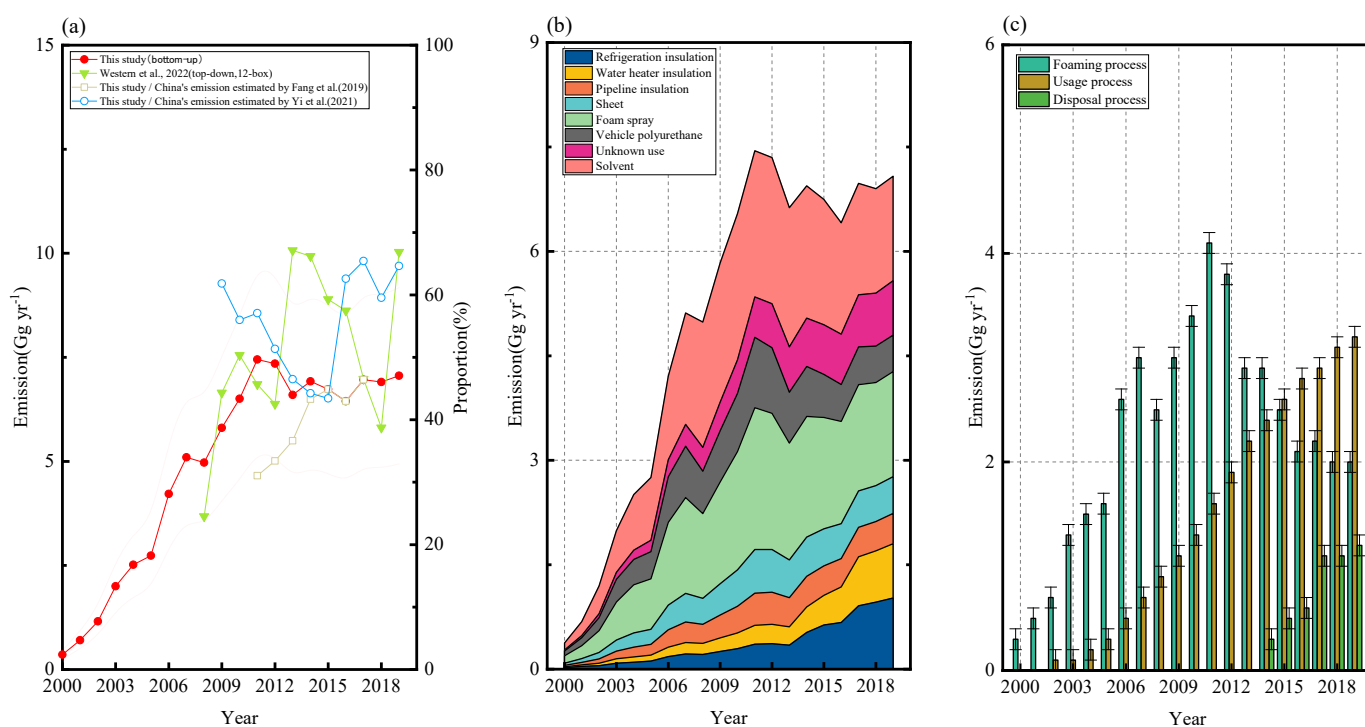 (a)
15
10
5
0
Emission(Gg yr⁻¹)
100
80
60
40
20
0
Proportion(%)
This study(bottom-up)
Western et al., 2022(top-down,12-box)
This study / China's emission estimated by Fang et al.(2019)
This study / China's emission estimated by Yi et al.(2021)
2000 2003 2006 2009 2012 2015 2018
Year
(b)
9
6
3
0
Emission(Gg yr⁻¹)
Refrigeration insulation
Water heater insulation
Pipeline insulation
Sheet
Foam spray
Vehicle polyurethane
Unknown use
Solvent
2000 2003 2006 2009 2012 2015 2018
Year
(c)
6
4
2
0
Emission(Gg yr⁻¹)
Foaming process
Usage process
Disposal process
2000 2003 2006 2009 2012 2015 2018
Year